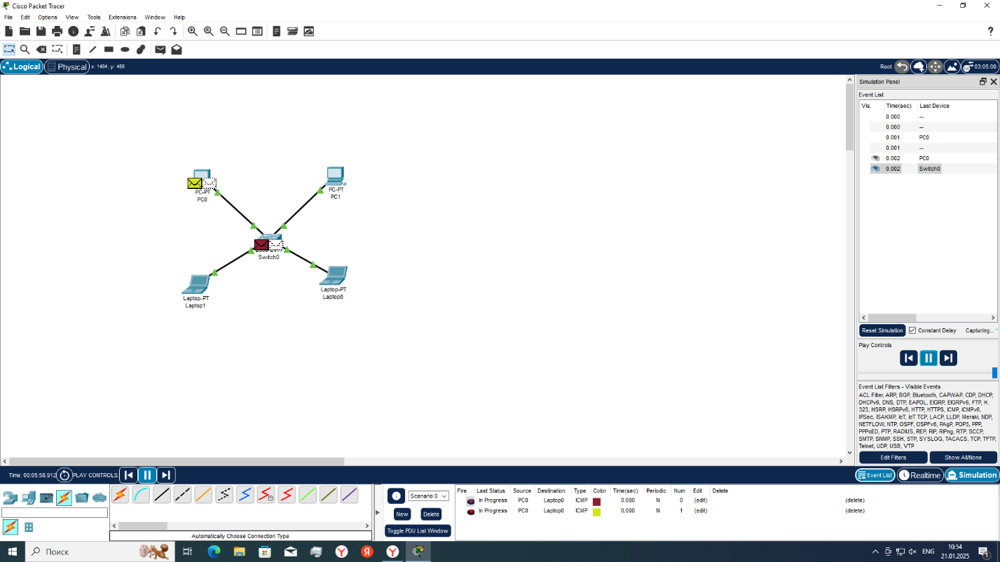 Cisco Packet Tracer
File Edit Options View Tools Extensions Window Help
Logical Physical x: 1484, y: 488
Root 03:05:00
Simulation Panel
Event List
Vis. Time(sec) Last Device
0.000 --
0.000 --
0.001 PC0
0.001 --
0.002 PC0
0.002 Switch0
PC-PT
PC0
PC-PT
PC1
Switch0
Laptop-PT
Laptop1
Laptop-PT
Laptop0
Reset Simulation Constant Delay Capturing...
Play Controls
Event List Filters - Visible Events
ACL Filter, ARP, BGP, Bluetooth, CAPWAP, CDP, DHCP,
DHCPv6, DNS, DTP, EAPOL, EIGRP, EIGRPv6, FTP, H.
323, HSRP, HSRPv6, HTTP, HTTPS, ICMP, ICMPv6,
IPSec, ISAKMP, IoT, IoT TCP, LACP, LLDP, Meraki, NDP,
NETFLOW, NTP, OSPF, OSPFv6, PAgP, POP3, PPP,
PPPoED, PTP, RADIUS, REP, RIP, RIPng, RTP, SCCP,
SMTP, SNMP, SSH, STP, SYSLOG, TACACS, TCP, TFTP,
Telnet, UDP, USB, VTP
Edit Filters Show All/None
Time: 00:05:58.912 PLAY CONTROLS:
Event List Realtime Simulation
Scenario 0
New Delete
Toggle PDU List Window
Automatically Choose Connection Type
Fire Last Status Source Destination Type Color Time(sec) Periodic Num Edit Delete
In Progress PC0 Laptop0 ICMP 0.000 N 0 (edit) (delete)
In Progress PC0 Laptop0 ICMP 0.000 N 1 (edit) (delete)
Поиск
ENG
10:54
21.01.2025
1